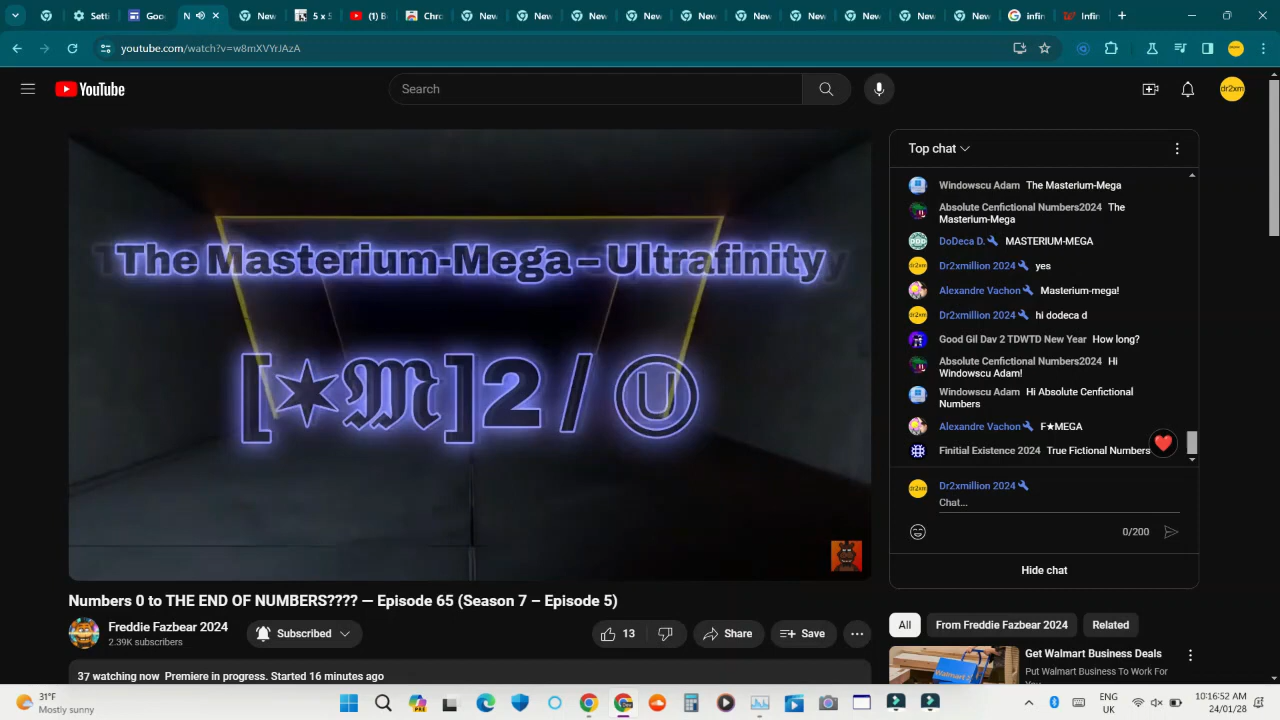 Setti
Goo
N
New
5 x 5
(1) B
Chro
New
New
New
New
New
New
New
New
New
New
infin
Infin
youtube.com/watch?v=w8mXVYrJAzA
YouTube
Search
dr2xm
The Masterium-Mega – Ultrafinity
[✶𝔐]2 / Ⓤ
Top chat
Windowscu Adam The Masterium-Mega
Absolute Cenfictional Numbers2024 The
Masterium-Mega
DoDeca D. MASTERIUM-MEGA
Dr2xmillion 2024 yes
Alexandre Vachon Masterium-mega!
Dr2xmillion 2024 hi dodeca d
Good Gil Dav 2 TDWTD New Year How long?
Absolute Cenfictional Numbers2024 Hi
Windowscu Adam!
Windowscu Adam Hi Absolute Cenfictional
Numbers
Alexandre Vachon F★MEGA
Finitial Existence 2024 True Fictional Numbers
Dr2xmillion 2024
Chat...
0/200
Hide chat
Numbers 0 to THE END OF NUMBERS???? — Episode 65 (Season 7 – Episode 5)
Freddie Fazbear 2024
2.39K subscribers
Subscribed
13
Share
Save
37 watching now Premiere in progress. Started 16 minutes ago
All
From Freddie Fazbear 2024
Related
Get Walmart Business Deals
Put Walmart Business To Work For
31°F
Mostly sunny
ENG
UK
10:16:52 AM
24/01/28